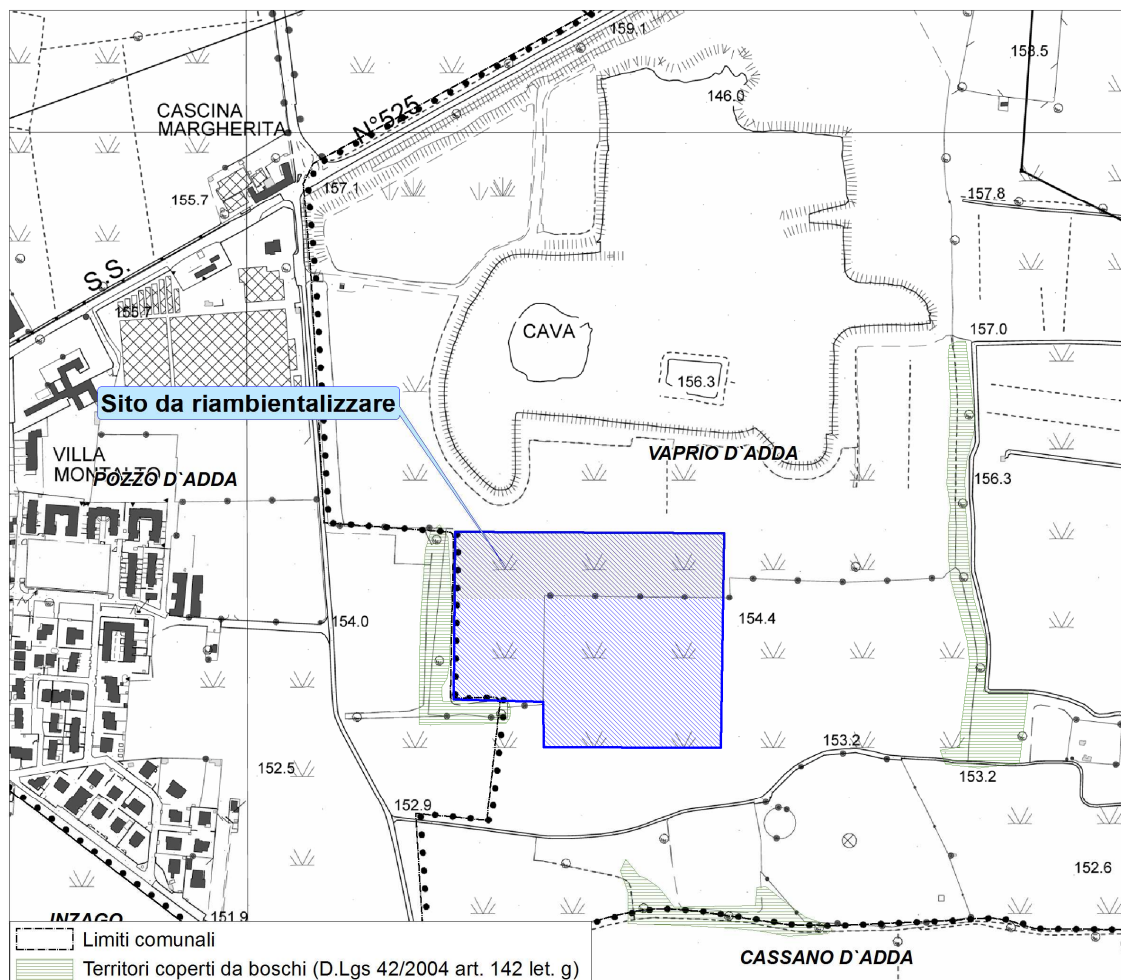 159.1
158.5
146.0
CASCINA
MARGHERITA
N°525
157.1
155.7
157.8
S.S.
155.7
157.0
CAVA
156.3
Sito da riambientalizzare
VILLA
MONTALTO
POZZO D`ADDA
VAPRIO D`ADDA
156.3
154.0
154.4
153.2
153.2
152.5
152.9
152.6
151.9
INZAGO
CASSANO D`ADDA
Limiti comunali
Territori coperti da boschi (D.Lgs 42/2004 art. 142 let. g)